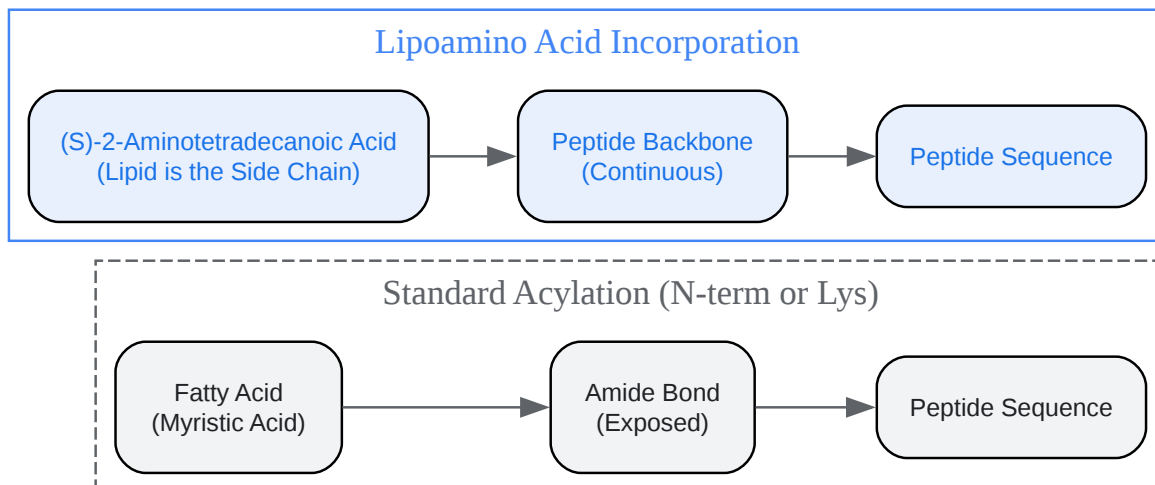 Lipoamino Acid Incorporation
(S)-2-Aminotetradecanoic Acid
(Lipid is the Side Chain)
Peptide Backbone
(Continuous)
Peptide Sequence
Standard Acylation (N-term or Lys)
Fatty Acid
(Myristic Acid)
Amide Bond
(Exposed)
Peptide Sequence